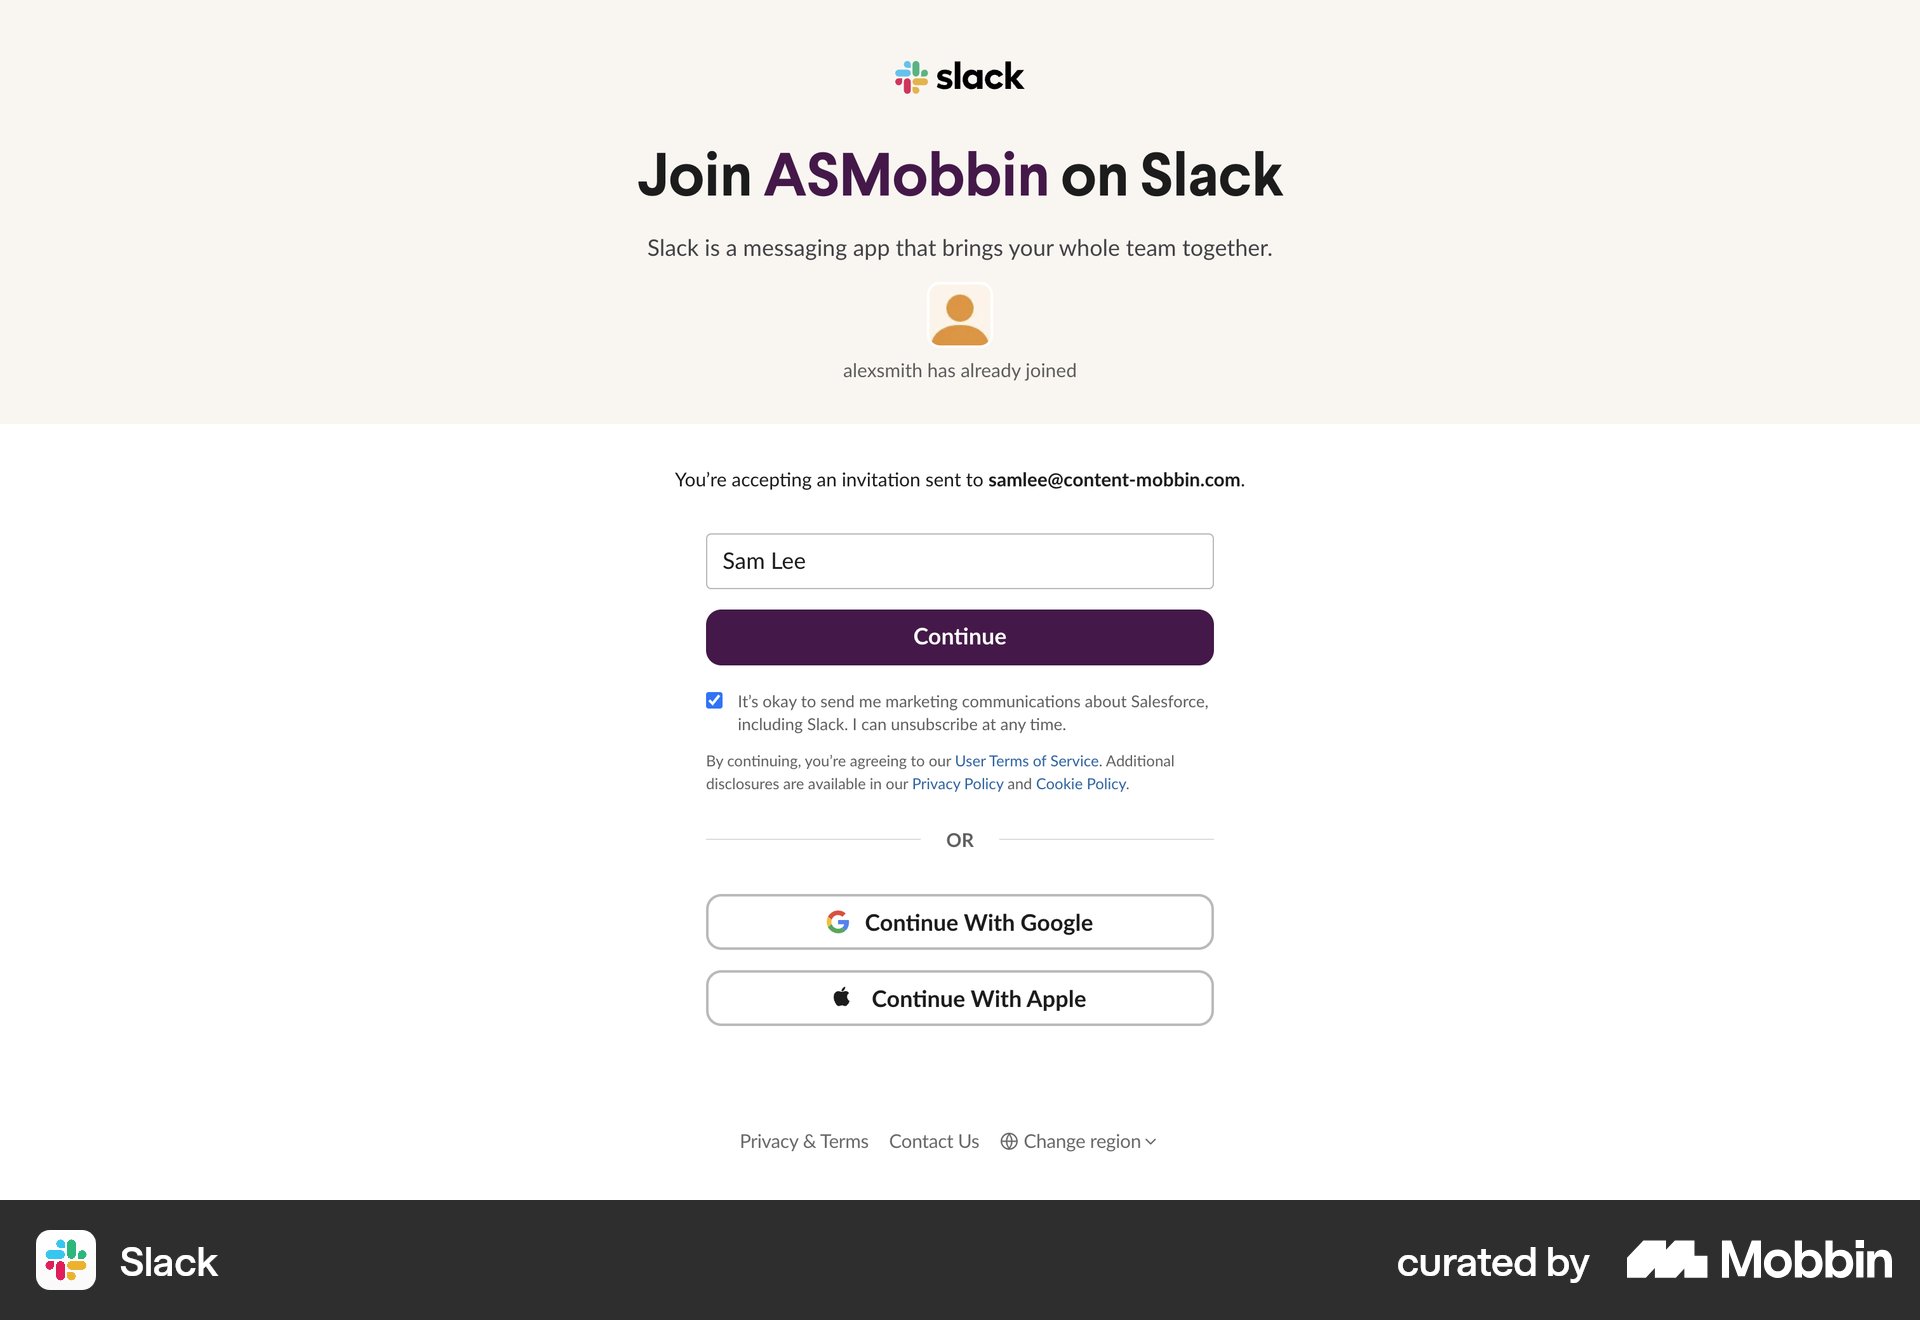 slack
Join ASMobbin on Slack
Slack is a messaging app that brings your whole team together.
alexsmith has already joined
You’re accepting an invitation sent to samlee@content-mobbin.com.
Sam Lee
Continue
It’s okay to send me marketing communications about Salesforce,
including Slack. I can unsubscribe at any time.
By continuing, you’re agreeing to our User Terms of Service. Additional
disclosures are available in our Privacy Policy and Cookie Policy.
OR
Continue With Google
Continue With Apple
Privacy & Terms Contact Us Change region
Slack
curated by Mobbin